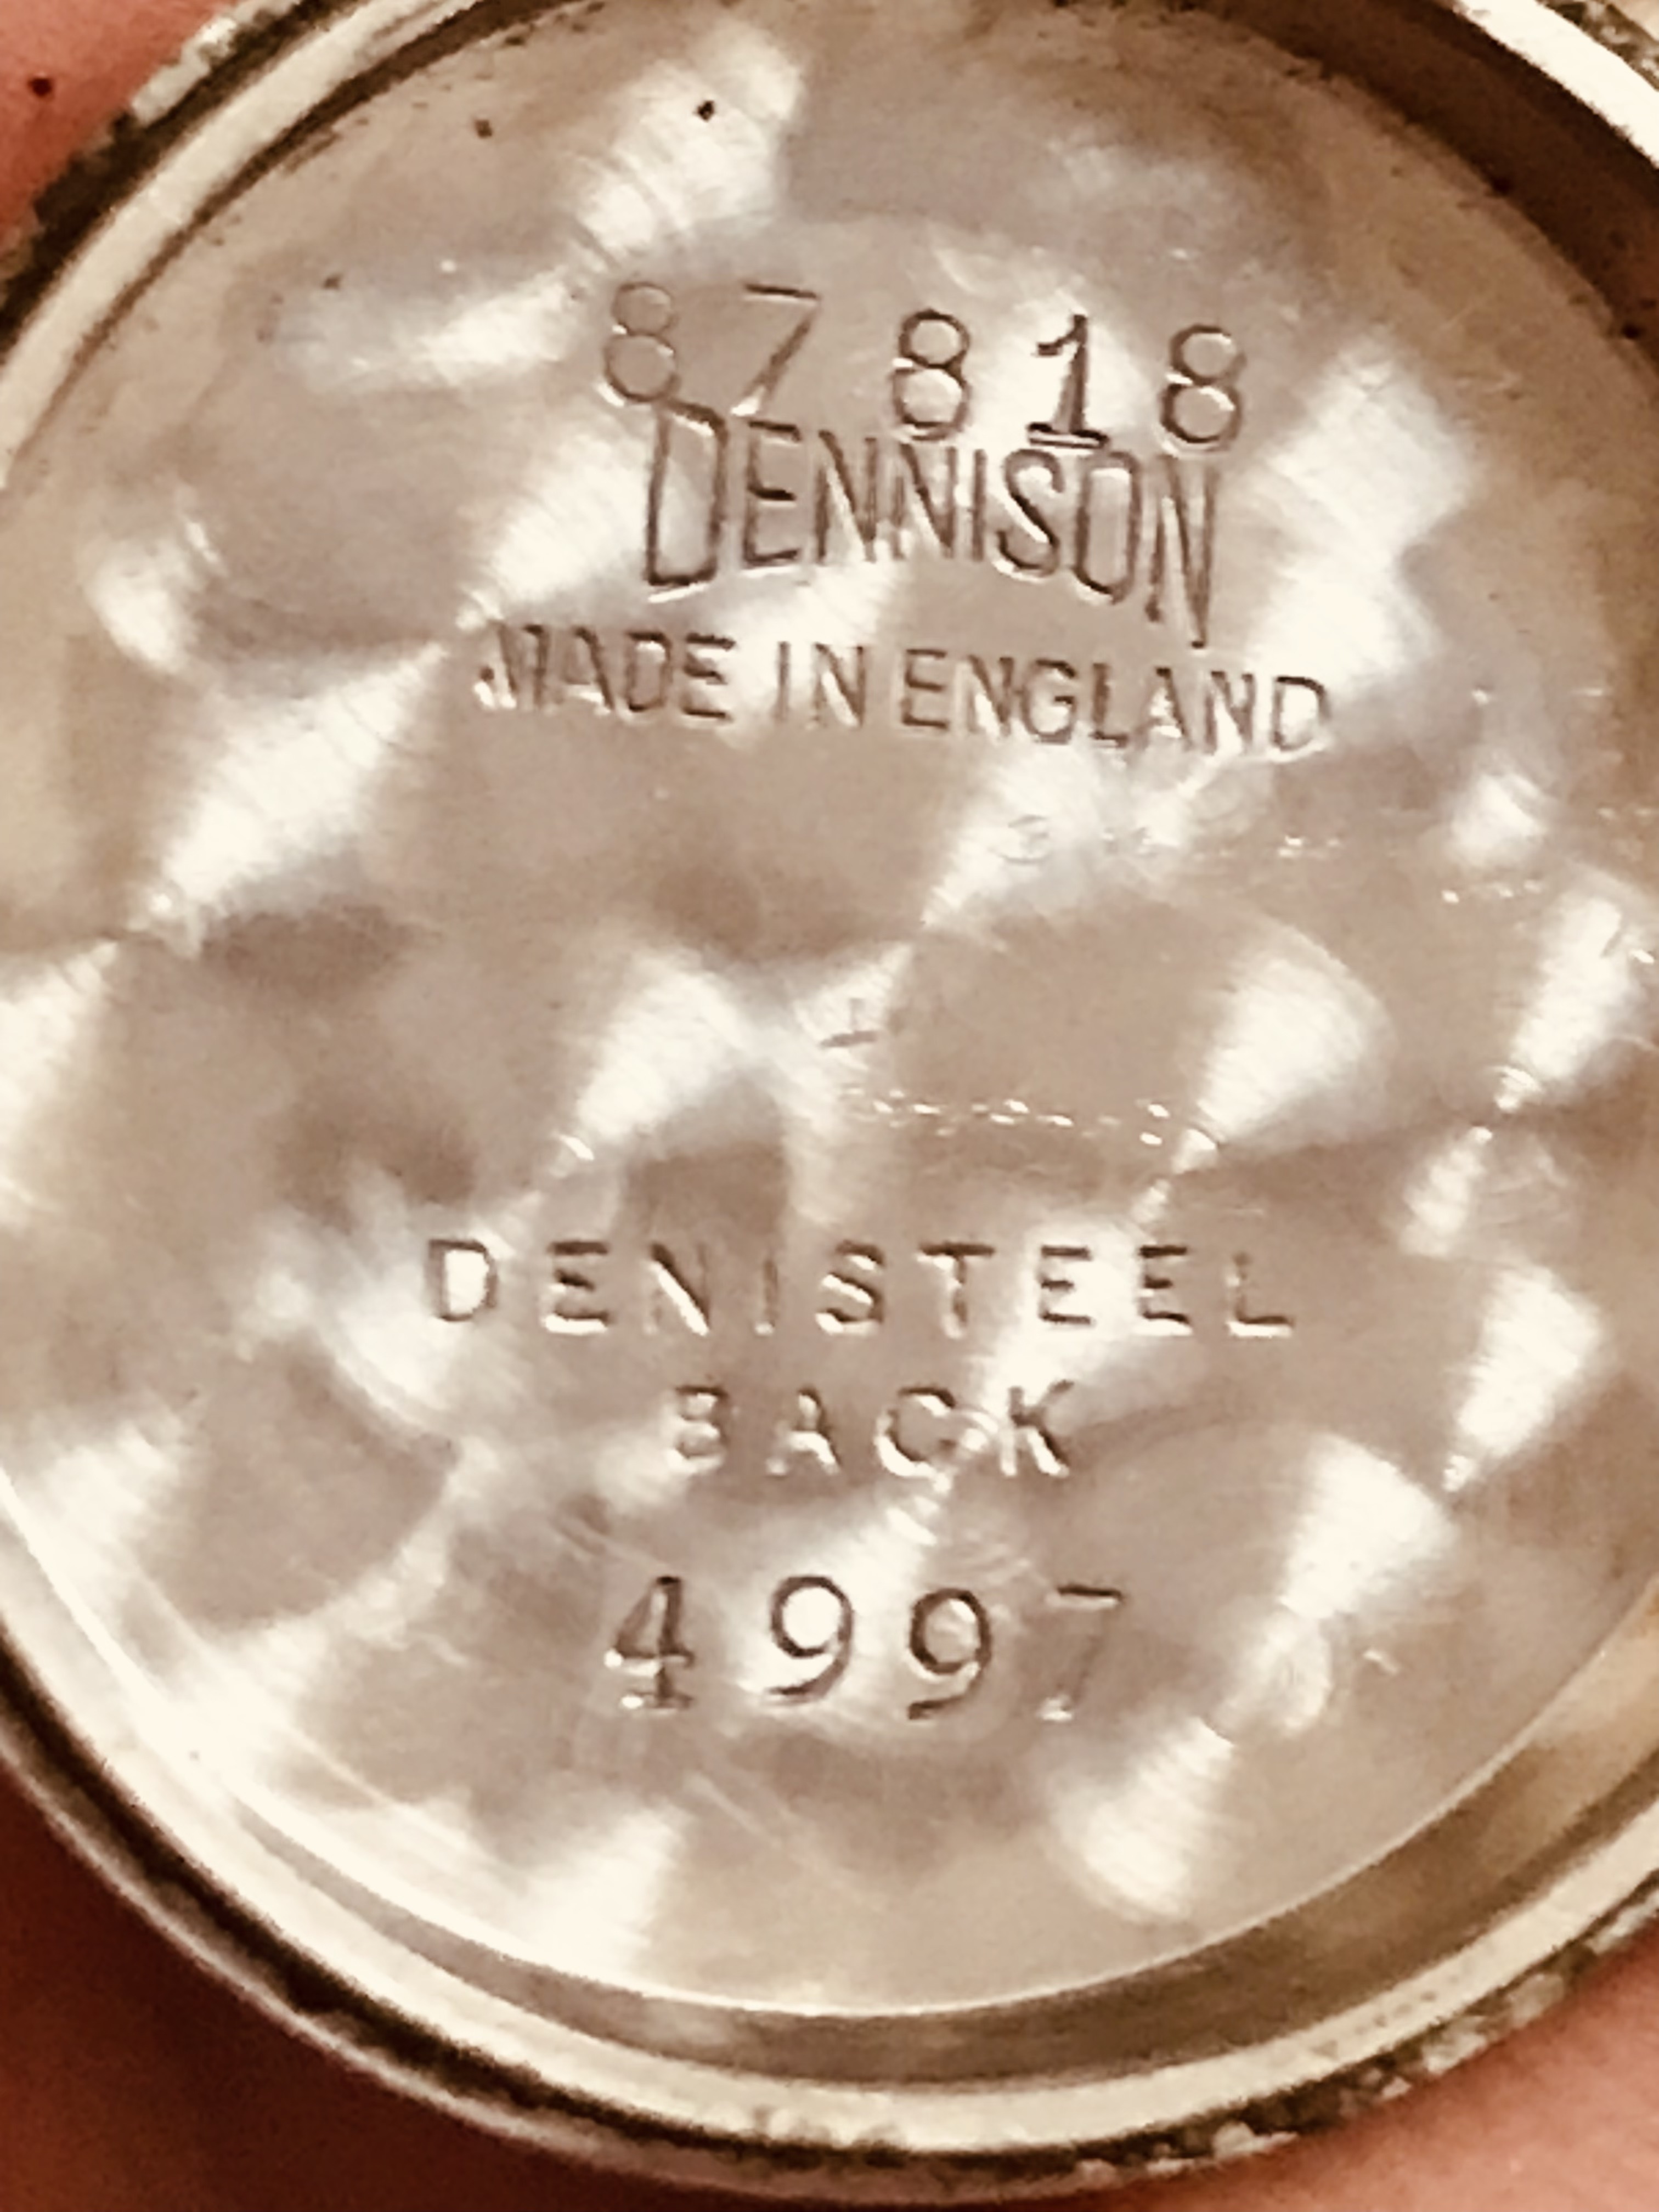 87818
DENNISON
MADE IN ENGLAND
DENISTEEL
BACK
4997